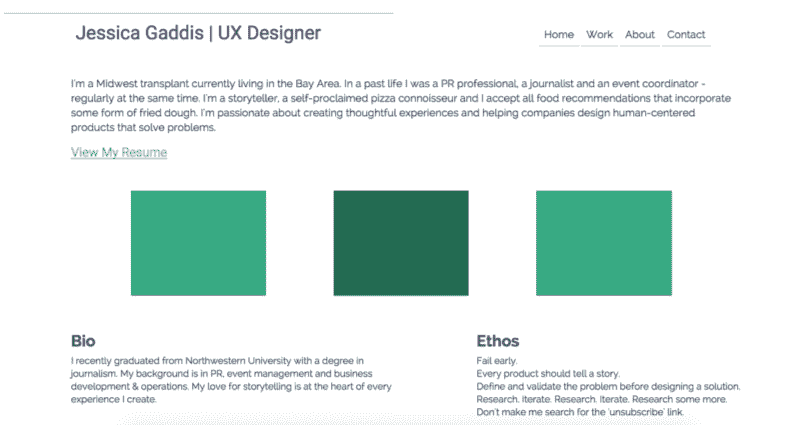 Jessica Gaddis | UX Designer
Home Work About Contact
I'm a Midwest transplant currently living in the Bay Area. In a past life I was a PR professional, a journalist and an event coordinator -
regularly at the same time. I'm a storyteller, a self-proclaimed pizza connoisseur and I accept all food recommendations that incorporate
some form of fried dough. I'm passionate about creating thoughtful experiences and helping companies design human-centered
products that solve problems.
View My Resume
Bio
I recently graduated from Northwestern University with a degree in
journalism. My background is in PR, event management and business
development & operations. My love for storytelling is at the heart of every
experience I create.
Ethos
Fail early.
Every product should tell a story.
Define and validate the problem before designing a solution.
Research. Iterate. Research. Iterate. Research some more.
Don't make me search for the 'unsubscribe' link.